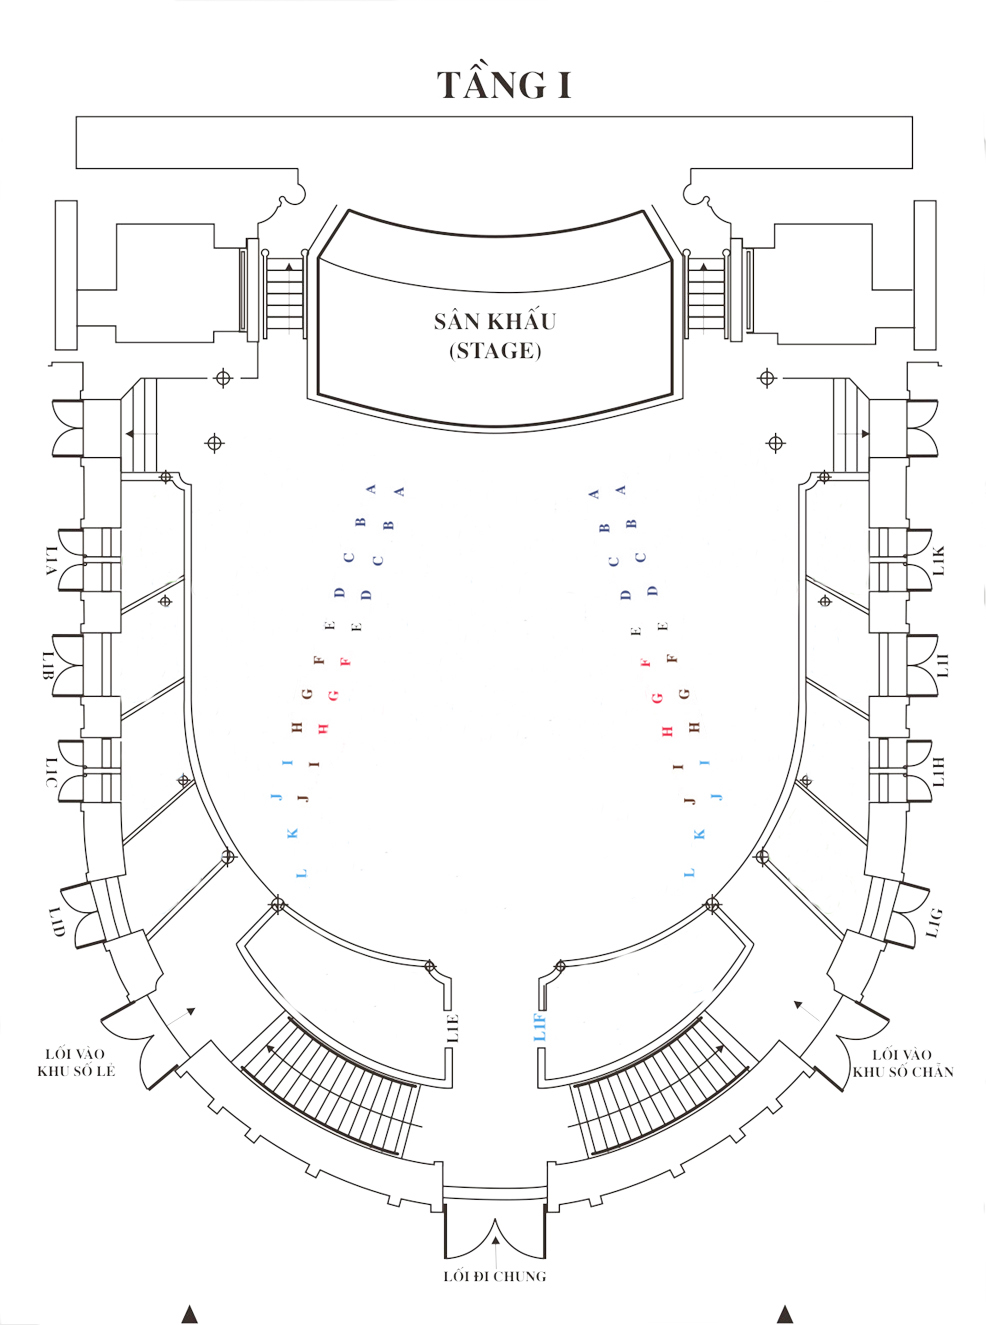 TẦNG I
SÂN KHẤU
(STAGE)
A A A A
B B B B
C C C C
D D D D
E E E E
F F F F
G G G G
H H H H
I I I I
J J J J
K K
L L
L1A
L1B
L1C
L1D
L1E
L1F
L1G
L1H
L1I
L1K
LỐI VÀO
KHU SỐ LẺ
LỐI VÀO
KHU SỐ CHẴN
LỐI ĐI CHUNG